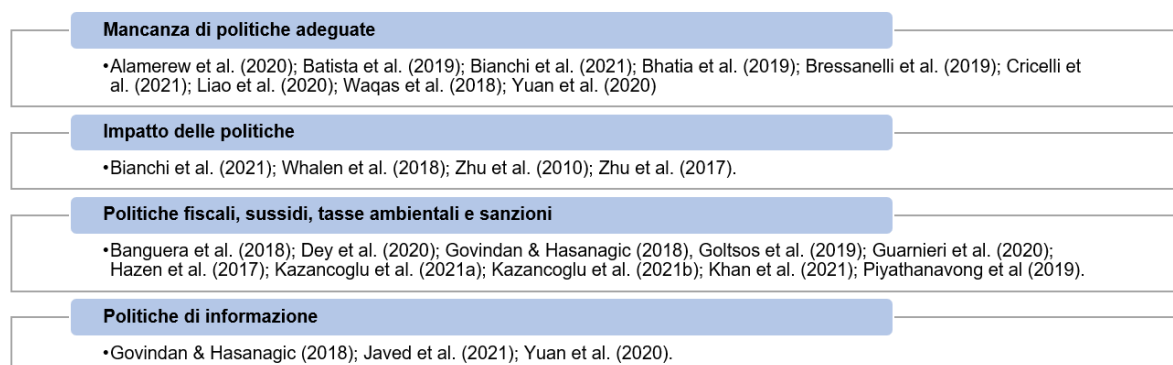 Mancanza di politiche adeguate
•Alamerew et al. (2020); Batista et al. (2019); Bianchi et al. (2021); Bhatia et al. (2019); Bressanelli et al. (2019); Cricelli et
al. (2021); Liao et al. (2020); Waqas et al. (2018); Yuan et al. (2020)
Impatto delle politiche
•Bianchi et al. (2021); Whalen et al. (2018); Zhu et al. (2010); Zhu et al. (2017).
Politiche fiscali, sussidi, tasse ambientali e sanzioni
•Banguera et al. (2018); Dey et al. (2020); Govindan & Hasanagic (2018), Goltsos et al. (2019); Guarnieri et al. (2020);
Hazen et al. (2017); Kazancoglu et al. (2021a); Kazancoglu et al. (2021b); Khan et al. (2021); Piyathanavong et al (2019).
Politiche di informazione
•Govindan & Hasanagic (2018); Javed et al. (2021); Yuan et al. (2020).